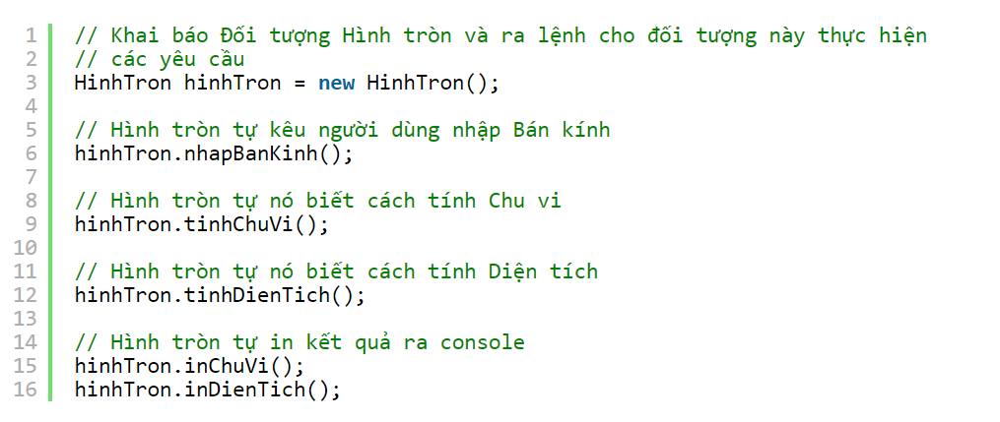 1 // Khai báo Đối tượng Hình tròn và ra lệnh cho đối tượng này thực hiện
2 // các yêu cầu
3 HinhTron hinhTron = new HinhTron();
4
5 // Hình tròn tự kêu người dùng nhập Bán kính
6 hinhTron.nhapBanKinh();
7
8 // Hình tròn tự nó biết cách tính Chu vi
9 hinhTron.tinhChuVi();
10
11 // Hình tròn tự nó biết cách tính Diện tích
12 hinhTron.tinhDienTich();
13
14 // Hình tròn tự in kết quả ra console
15 hinhTron.inChuVi();
16 hinhTron.inDienTich();